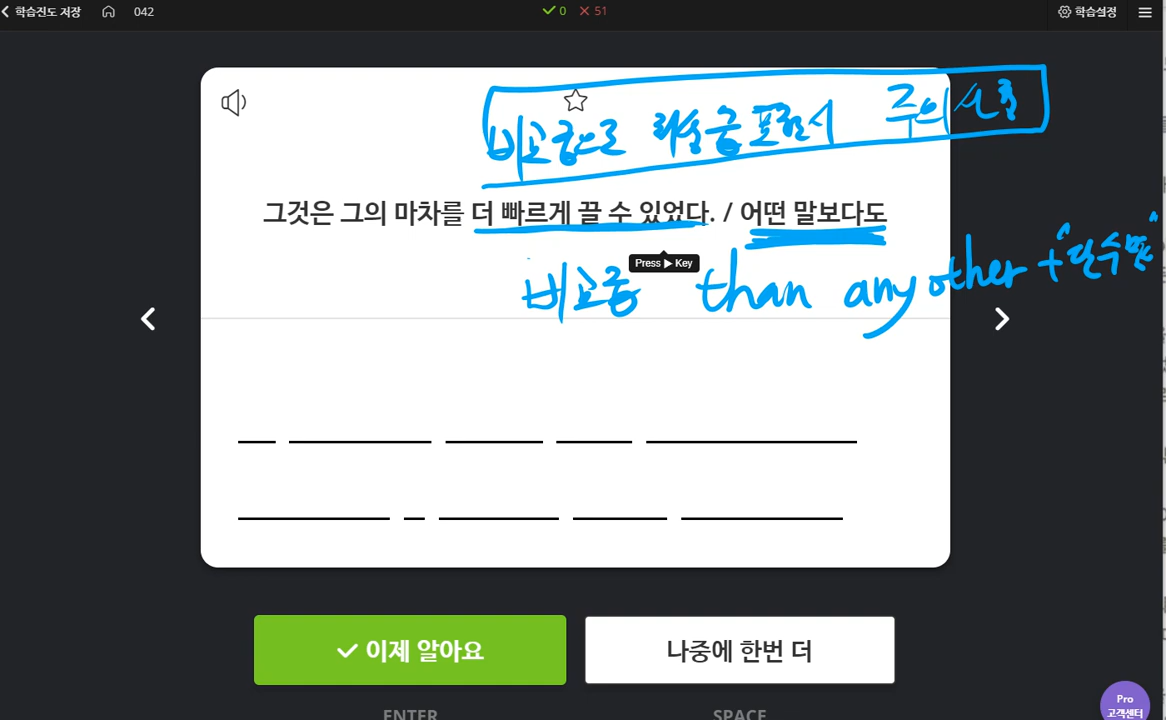 학습진도 저장 042 0 51 학습설정
비교급으로 최상급 표현시 주의사항
그것은 그의 마차를 더 빠르게 끌 수 있었다. / 어떤 말보다도
Press ▶ Key
비교급 than any other + "단수명"
이제 알아요 나중에 한번 더
ENTER SPACE
Pro
고객센터